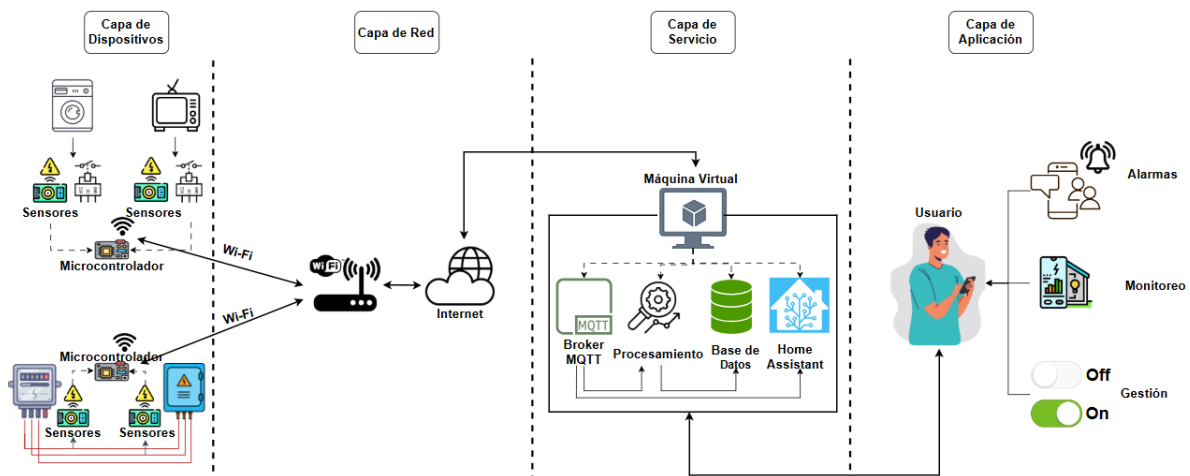 Capa de
Dispositivos
Capa de Red
Capa de
Servicio
Capa de
Aplicación
Sensores
Sensores
Microcontrolador
Wi-Fi
Wi-Fi
Wi Fi
Internet
Microcontrolador
Sensores
Sensores
Máquina Virtual
MQTT
Broker
MQTT
Procesamiento
Base de
Datos
Home
Assistant
Usuario
Alarmas
Monitoreo
Off
On
Gestión